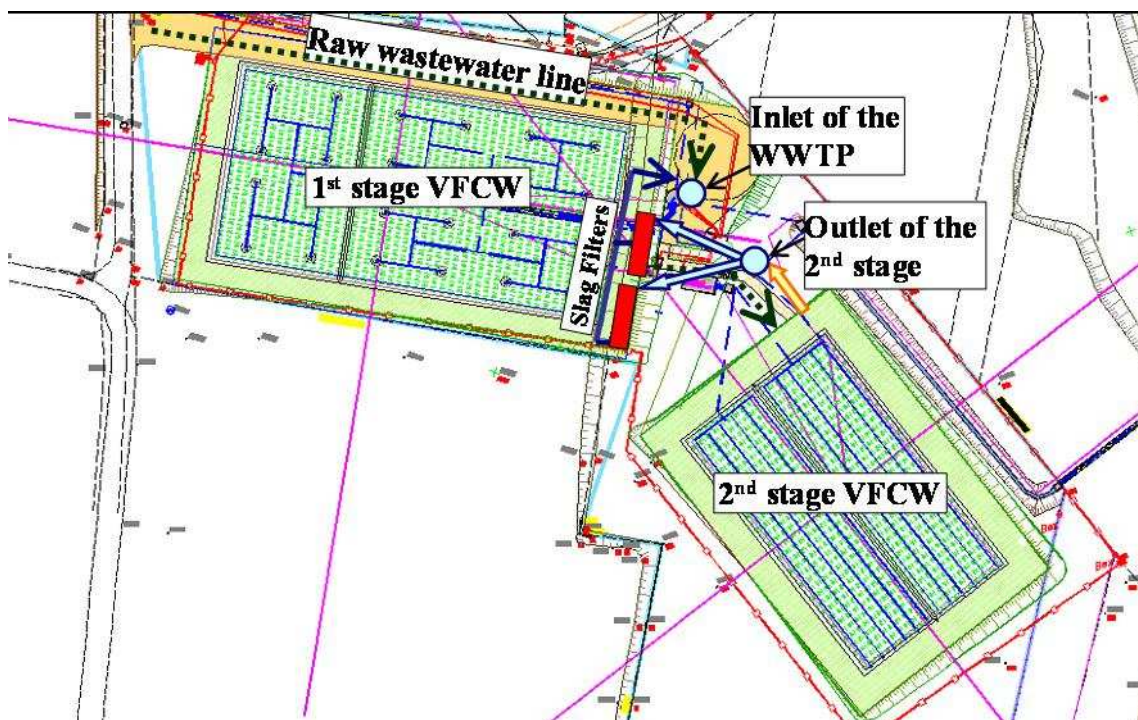 Raw wastewater line
Inlet of the
WWTP
1st stage VFCW
Slag Filters
Outlet of the
2nd stage
2nd stage VFCW